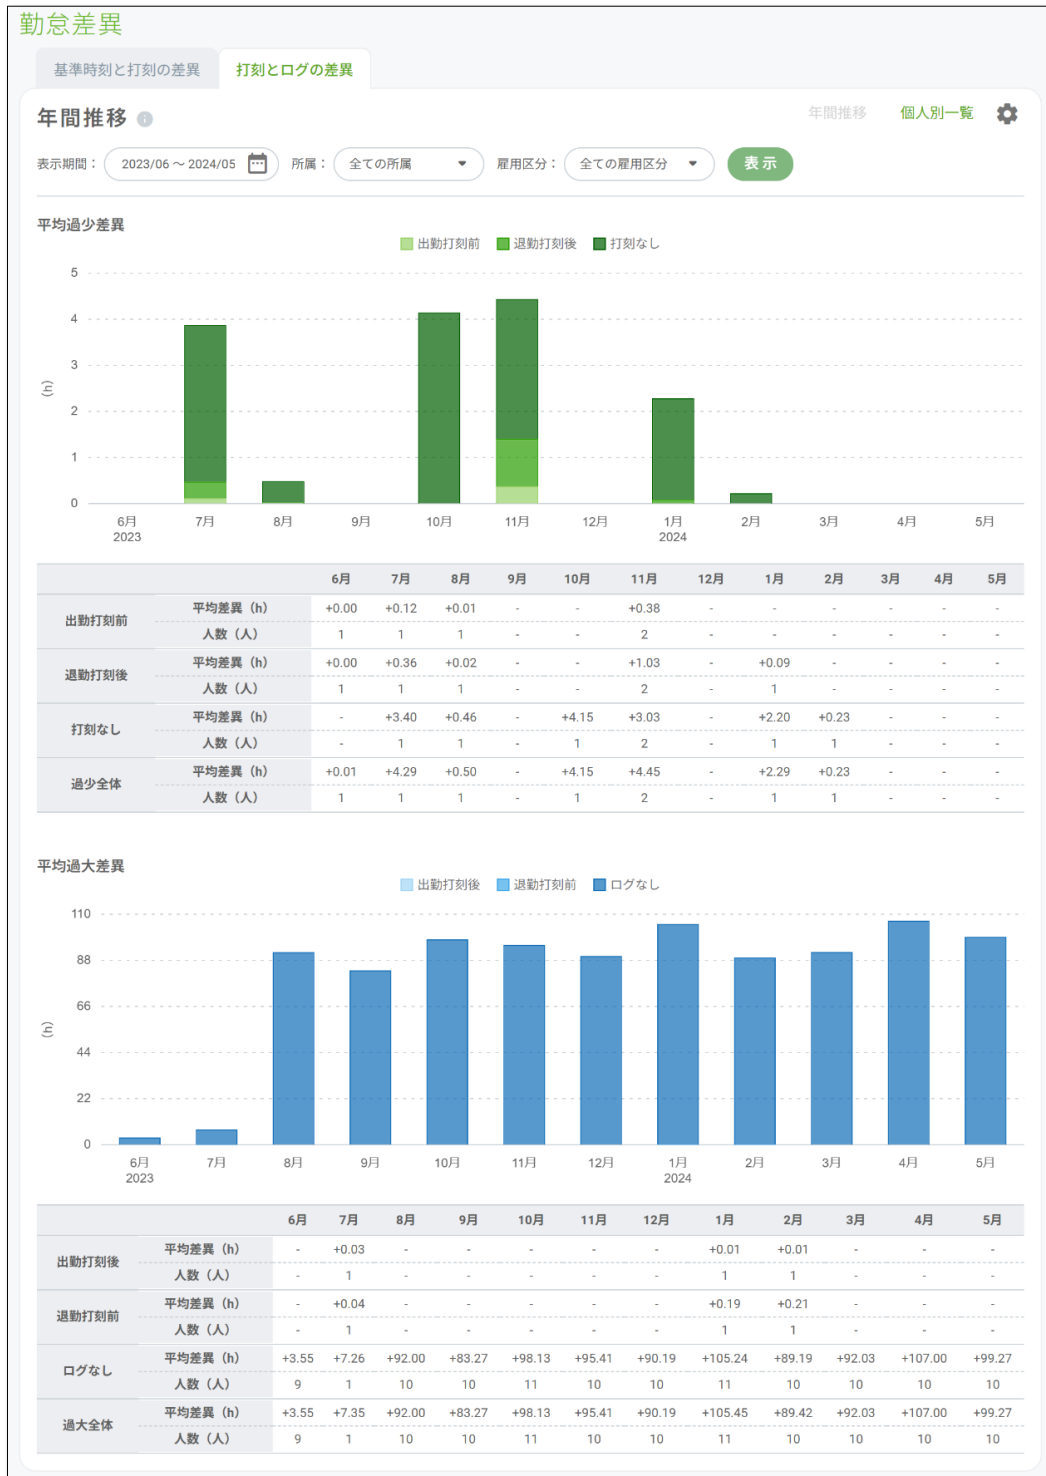 勤怠差異
基準時刻と打刻の差異 打刻とログの差異
年間推移 年間推移 個人別一覧
表示期間： 2023/06 ～ 2024/05 所属： 全ての所属 雇用区分： 全ての雇用区分 表示
平均過少差異
出勤打刻前 退勤打刻後 打刻なし
5
4
3
(h)
2
1
0
6月 7月 8月 9月 10月 11月 12月 1月 2月 3月 4月 5月
2023 2024
6月 7月 8月 9月 10月 11月 12月 1月 2月 3月 4月 5月
出勤打刻前 平均差異（h） +0.00 +0.12 +0.01 - - +0.38 - - - - - -
人数（人） 1 1 1 - - 2 - - - - - -
退勤打刻後 平均差異（h） +0.00 +0.36 +0.02 - - +1.03 - +0.09 - - - -
人数（人） 1 1 1 - - 2 - 1 - - - -
打刻なし 平均差異（h） - +3.40 +0.46 - +4.15 +3.03 - +2.20 +0.23 - - -
人数（人） - 1 1 - 1 2 - 1 1 - - -
過少全体 平均差異（h） +0.01 +4.29 +0.50 - +4.15 +4.45 - +2.29 +0.23 - - -
人数（人） 1 1 1 - 1 2 - 1 1 - - -
平均過大差異
出勤打刻後 退勤打刻前 ログなし
110
88
66
(h)
44
22
0
6月 7月 8月 9月 10月 11月 12月 1月 2月 3月 4月 5月
2023 2024
6月 7月 8月 9月 10月 11月 12月 1月 2月 3月 4月 5月
出勤打刻後 平均差異（h） - +0.03 - - - - - +0.01 +0.01 - - -
人数（人） - 1 - - - - - 1 1 - - -
退勤打刻前 平均差異（h） - +0.04 - - - - - +0.19 +0.21 - - -
人数（人） - 1 - - - - - 1 1 - - -
ログなし 平均差異（h） +3.55 +7.26 +92.00 +83.27 +98.13 +95.41 +90.19 +105.24 +89.19 +92.03 +107.00 +99.27
人数（人） 9 1 10 10 11 10 10 11 10 10 10 10
過大全体 平均差異（h） +3.55 +7.35 +92.00 +83.27 +98.13 +95.41 +90.19 +105.45 +89.42 +92.03 +107.00 +99.27
人数（人） 9 1 10 10 11 10 10 11 10 10 10 10